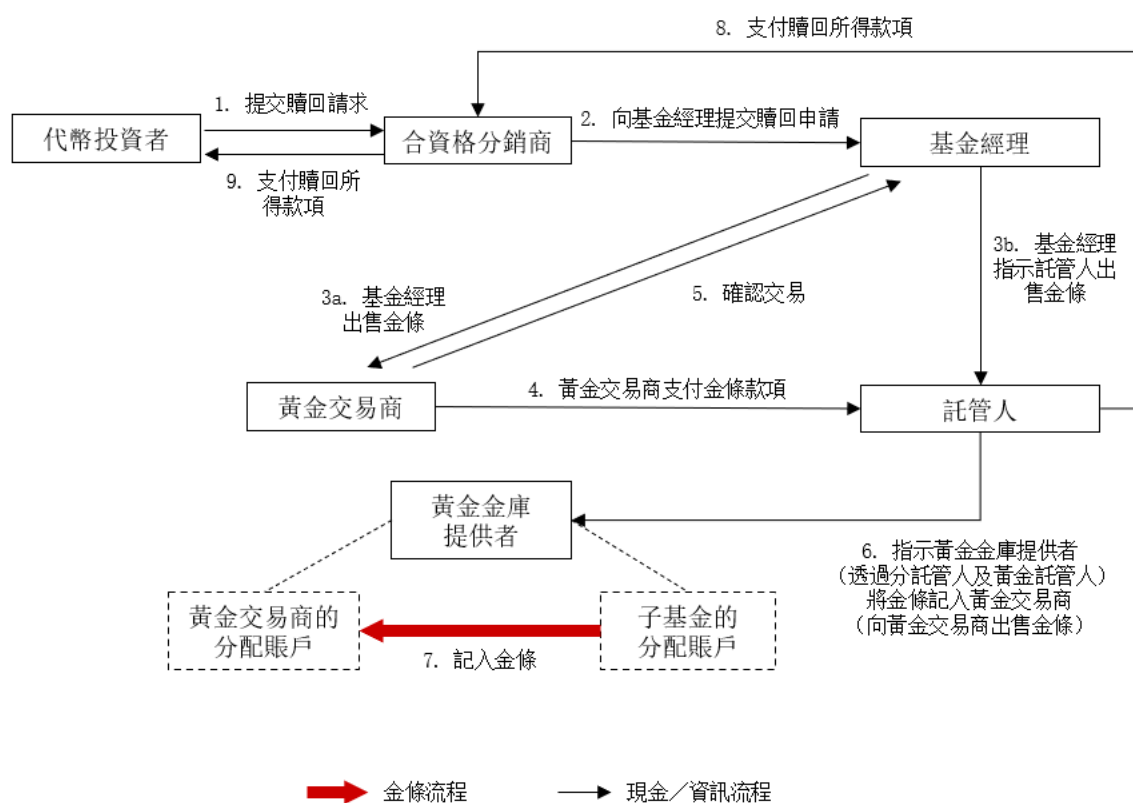 8. 支付贖回所得款項
1. 提交贖回請求
2. 向基金經理提交贖回申請
代幣投資者
合資格分銷商
基金經理
9. 支付贖回所
得款項
3b. 基金經理
指示託管人出
售金條
3a. 基金經理
出售金條
5. 確認交易
4. 黃金交易商支付金條款項
黃金交易商
託管人
黃金金庫
提供者
6. 指示黃金金庫提供者
(透過分託管人及黃金託管人)
將金條記入黃金交易商
(向黃金交易商出售金條)
黃金交易商的
分配賬戶
子基金的
分配賬戶
7. 記入金條
金條流程
現金／資訊流程